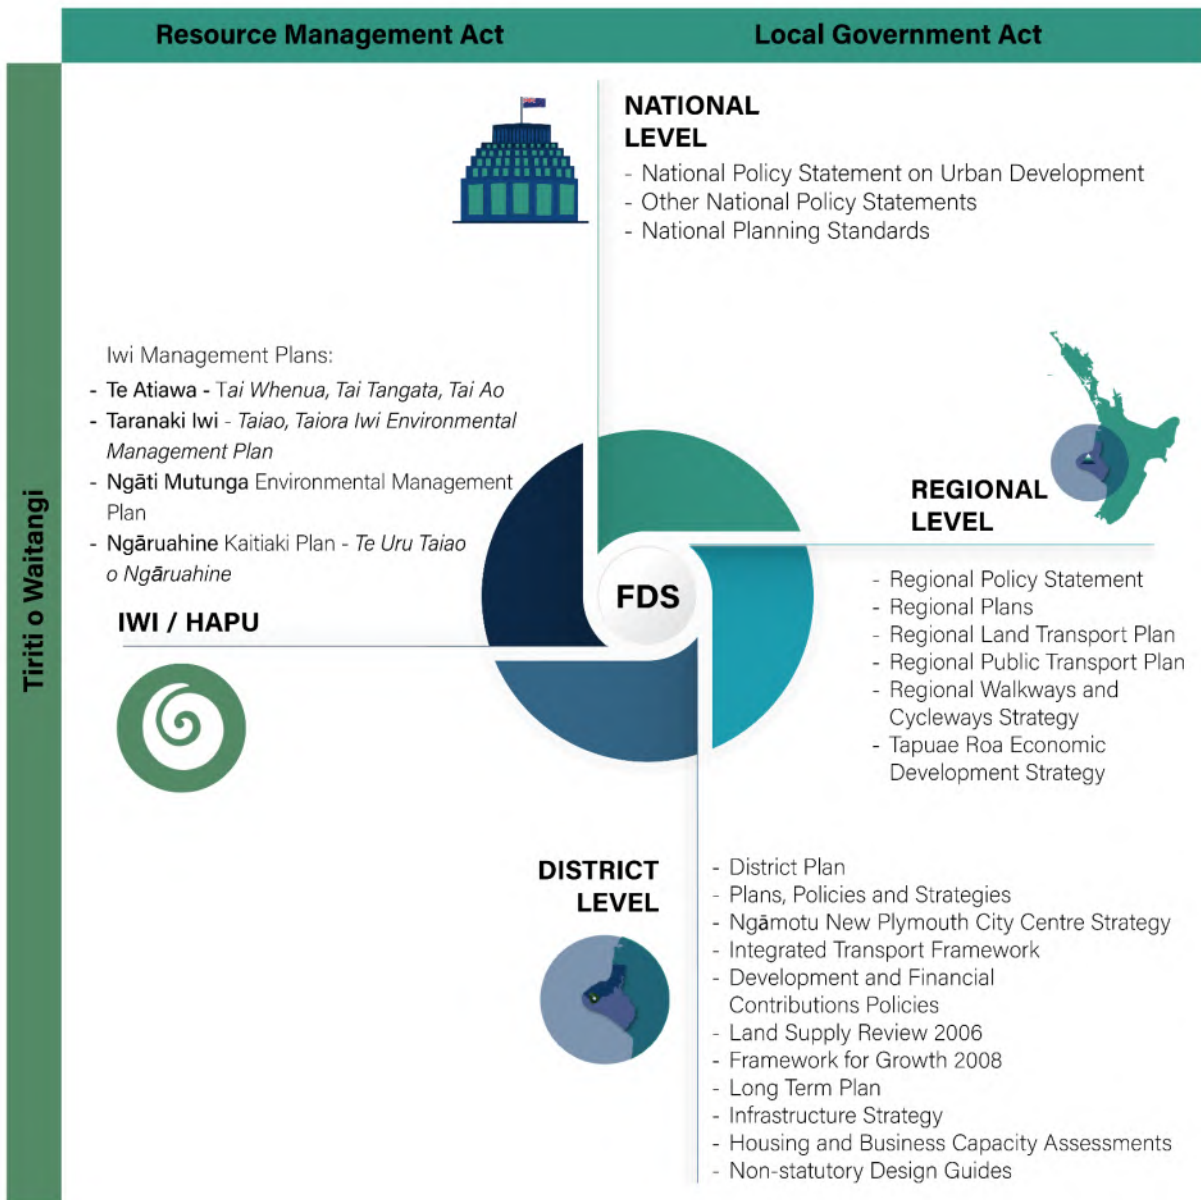 Resource Management Act
Local Government Act
Tiriti o Waitangi
NATIONAL
LEVEL
- National Policy Statement on Urban Development
- Other National Policy Statements
- National Planning Standards
Iwi Management Plans:
- Te Atiawa - Tai Whenua, Tai Tangata, Tai Ao
- Taranaki Iwi - Taiao, Taiora Iwi Environmental
Management Plan
- Ngāti Mutunga Environmental Management
Plan
- Ngāruahine Kaitiaki Plan - Te Uru Taiao
o Ngāruahine
IWI / HAPU
FDS
REGIONAL
LEVEL
- Regional Policy Statement
- Regional Plans
- Regional Land Transport Plan
- Regional Public Transport Plan
- Regional Walkways and
Cycleways Strategy
- Tapuae Roa Economic
Development Strategy
DISTRICT
LEVEL
- District Plan
- Plans, Policies and Strategies
- Ngāmotu New Plymouth City Centre Strategy
- Integrated Transport Framework
- Development and Financial
Contributions Policies
- Land Supply Review 2006
- Framework for Growth 2008
- Long Term Plan
- Infrastructure Strategy
- Housing and Business Capacity Assessments
- Non-statutory Design Guides